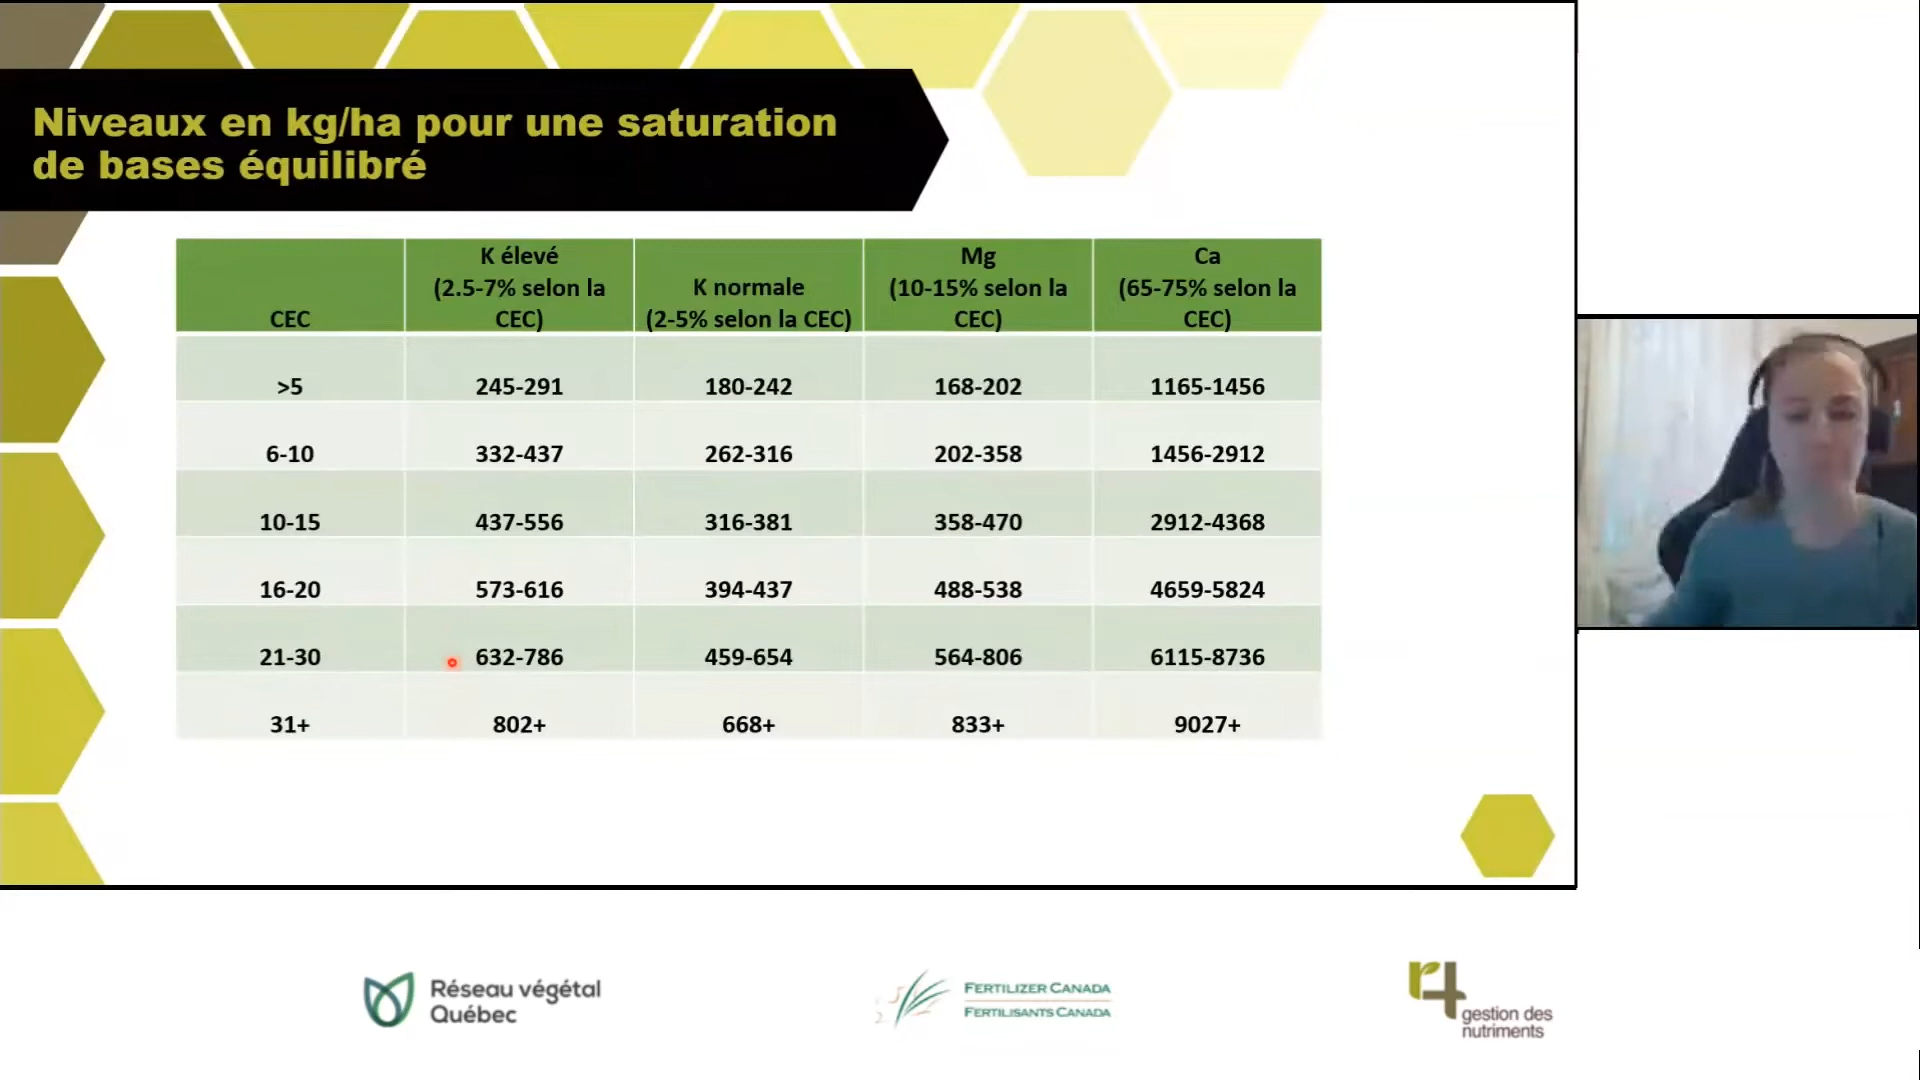 Niveaux en kg/ha pour une saturation
de bases équilibré
CEC
K élevé
(2.5-7% selon la
CEC)
K normale
(2-5% selon la CEC)
Mg
(10-15% selon la
CEC)
Ca
(65-75% selon la
CEC)
>5 245-291 180-242 168-202 1165-1456
6-10 332-437 262-316 202-358 1456-2912
10-15 437-556 316-381 358-470 2912-4368
16-20 573-616 394-437 488-538 4659-5824
21-30 632-786 459-654 564-806 6115-8736
31+ 802+ 668+ 833+ 9027+
Réseau végétal
Québec
FERTILIZER CANADA
FERTILISANTS CANADA
r4
gestion des
nutriments